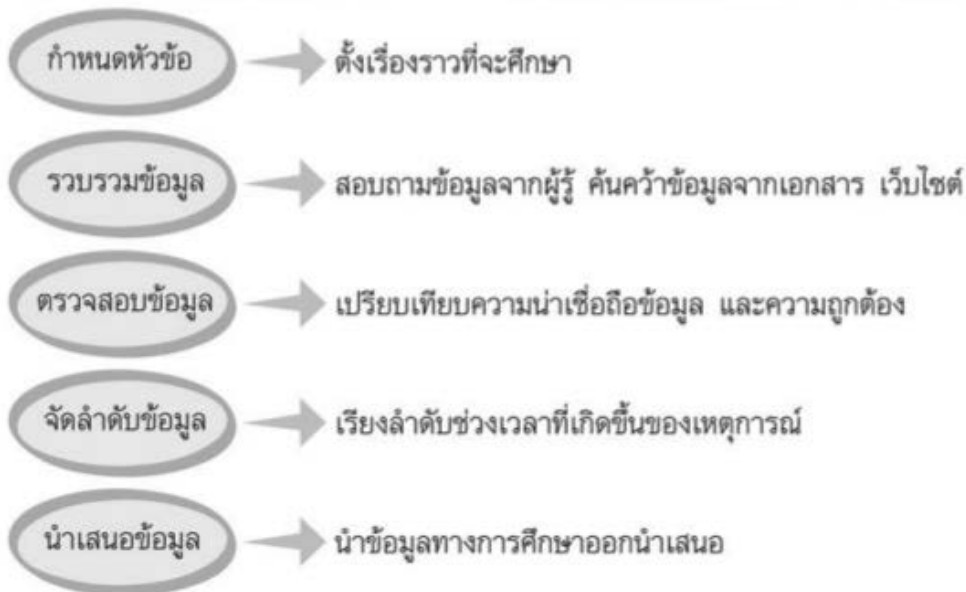 กำหนดหัวข้อ ตั้งเรื่องราวที่จะศึกษา
รวบรวมข้อมูล สอบถามข้อมูลจากผู้รู้ ค้นคว้าข้อมูลจากเอกสาร เว็บไซต์
ตรวจสอบข้อมูล เปรียบเทียบความน่าเชื่อถือข้อมูล และความถูกต้อง
จัดลำดับข้อมูล เรียงลำดับช่วงเวลาที่เกิดขึ้นของเหตุการณ์
นำเสนอข้อมูล นำข้อมูลทางการศึกษาออกนำเสนอ